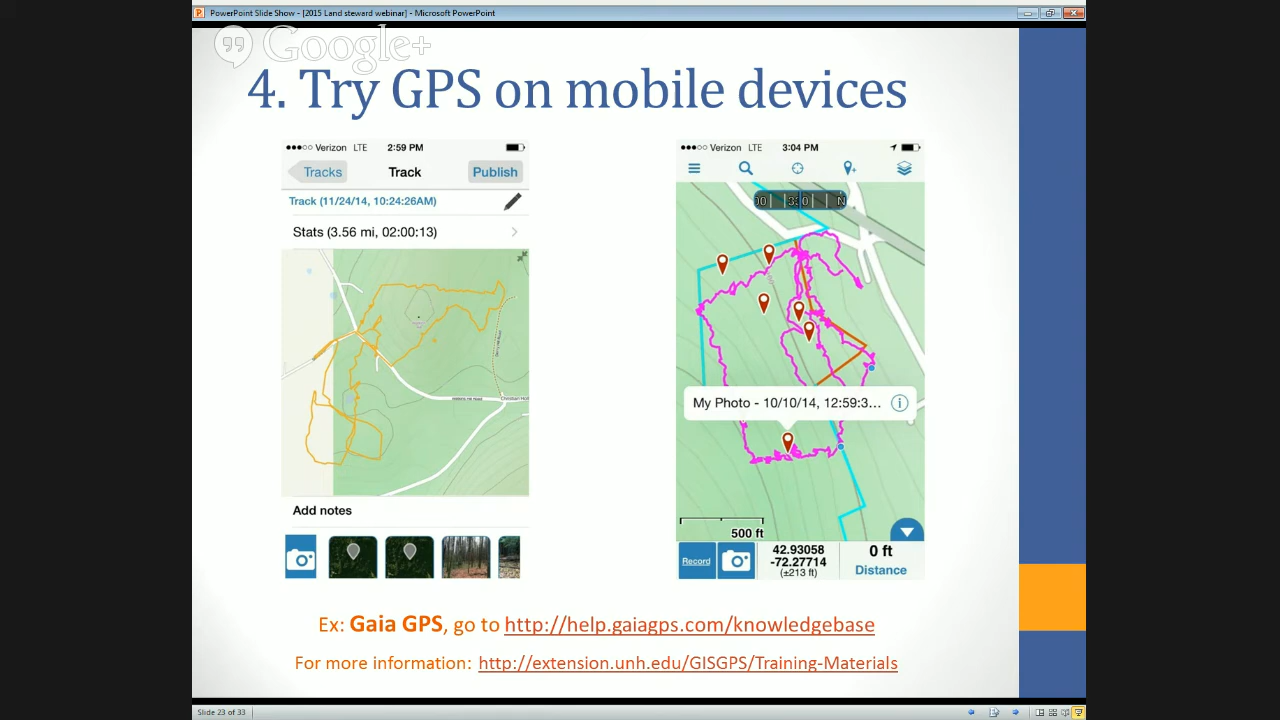 PowerPoint Slide Show - [2015 Land steward webinar] - Microsoft PowerPoint
Google+
4. Try GPS on mobile devices
Verizon LTE 2:59 PM
Tracks Track Publish
Track (11/24/14, 10:24:26AM)
Stats (3.56 mi, 02:00:13)
Add notes
Verizon LTE 3:04 PM
00 330 N
My Photo - 10/10/14, 12:59:3...
500 ft
Record
42.93058
-72.27714
(±213 ft)
0 ft
Distance
Ex: Gaia GPS, go to http://help.gaiagps.com/knowledgebase
For more information: http://extension.unh.edu/GISGPS/Training-Materials
Slide 23 of 33